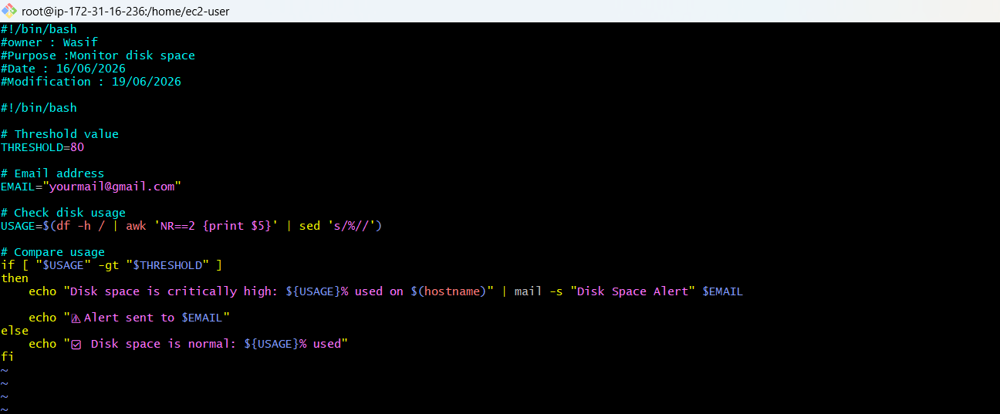 root@ip-172-31-16-236:/home/ec2-user
#!/bin/bash
#owner : Wasif
#Purpose :Monitor disk space
#Date : 16/06/2026
#Modification : 19/06/2026
#!/bin/bash
# Threshold value
THRESHOLD=80
# Email address
EMAIL="yourmail@gmail.com"
# Check disk usage
USAGE=$(df -h / | awk 'NR==2 {print $5}' | sed 's/%//')
# Compare usage
if [ "$USAGE" -gt "$THRESHOLD" ]
then
    echo "Disk space is critically high: ${USAGE}% used on $(hostname)" | mail -s "Disk Space Alert" $EMAIL
    echo "⚠Alert sent to $EMAIL"
else
    echo "☑ Disk space is normal: ${USAGE}% used"
fi
~
~
~
~